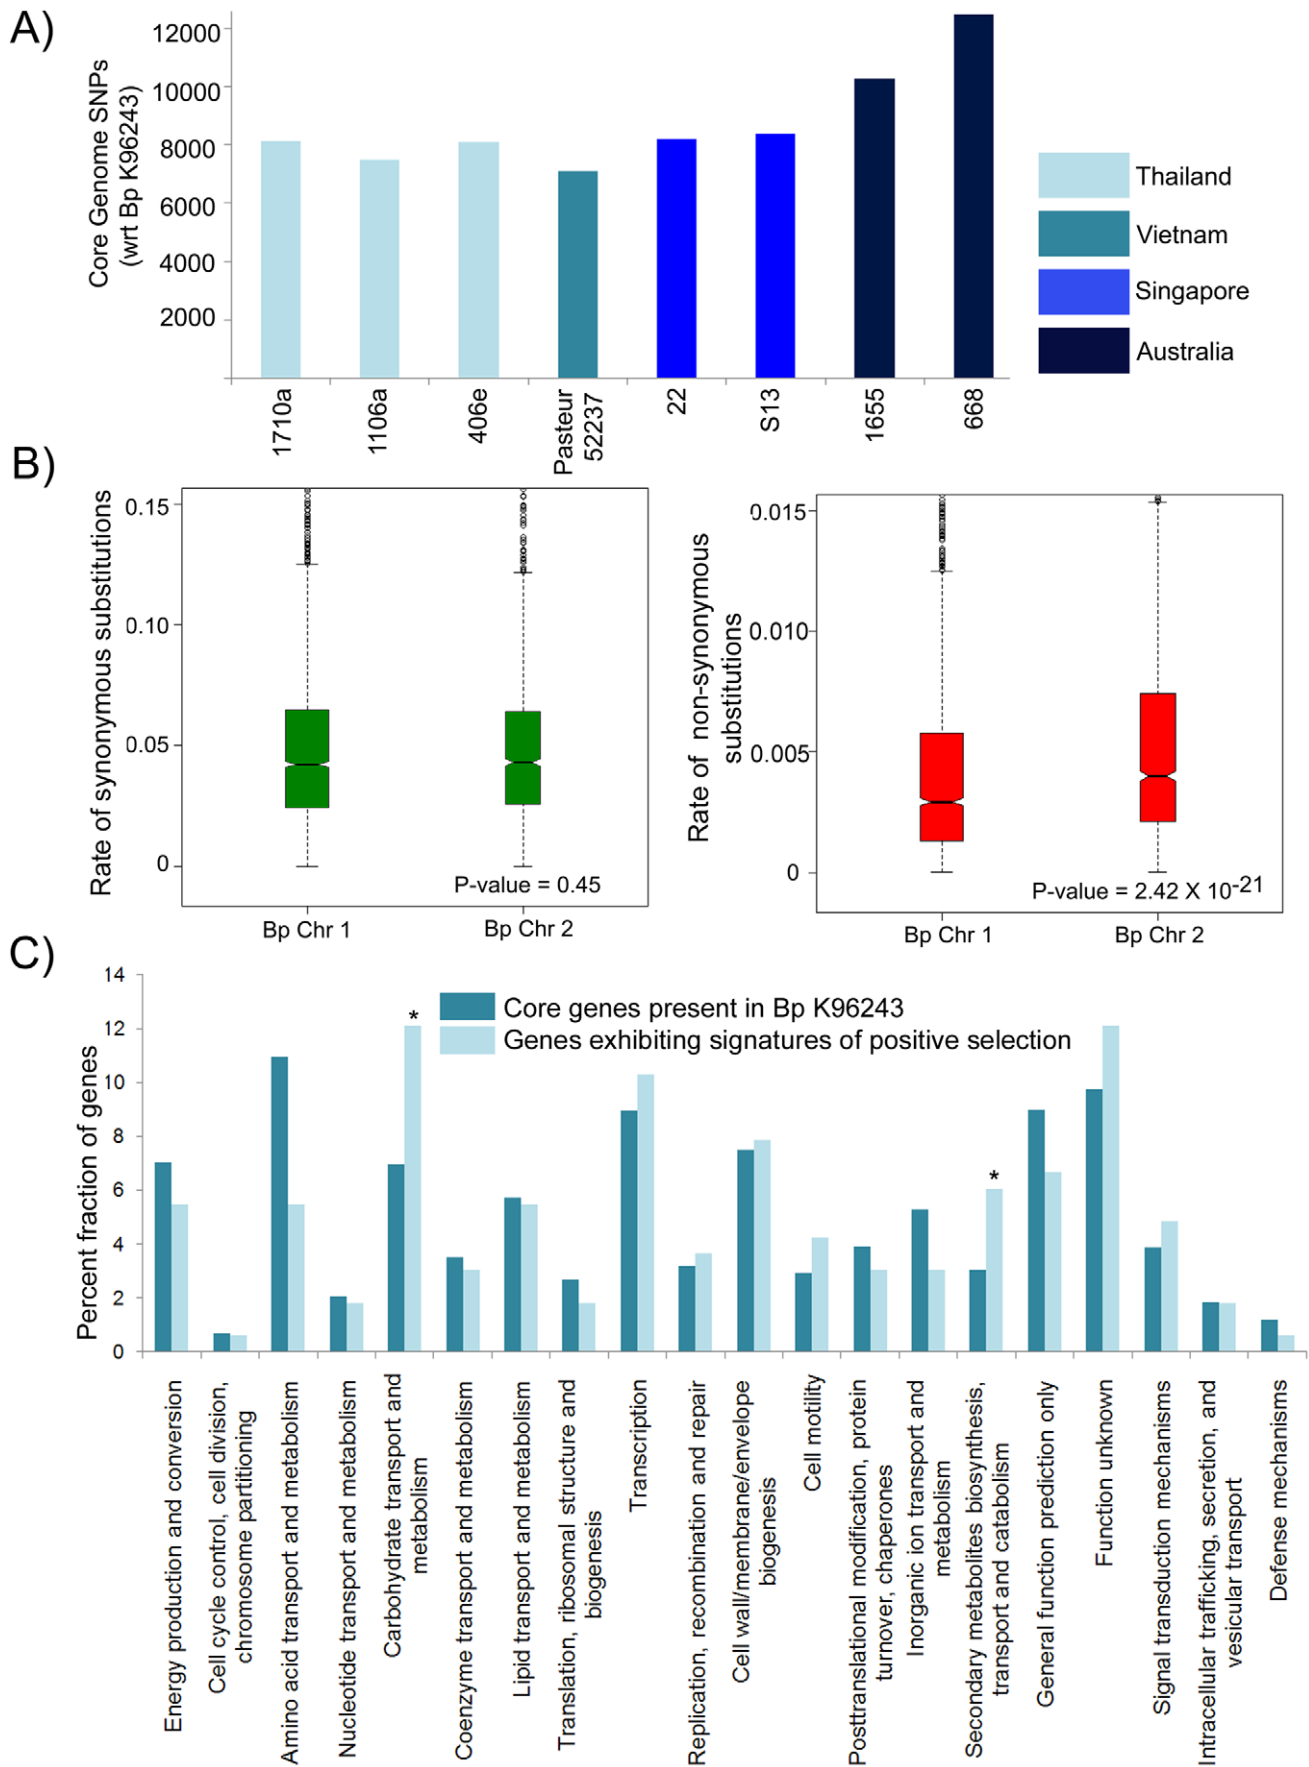 A)
Core Genome SNPs
(wrt Bp K96243)
12000
10000
8000
6000
4000
2000
1710a
1106a
406e
Pasteur
52237
22
S13
1655
668
Thailand
Vietnam
Singapore
Australia
B)
Rate of synonymous substitutions
0.15
0.10
0.05
0
P-value = 0.45
Bp Chr 1
Bp Chr 2
Rate of non-synonymous
substitutions
0.015
0.010
0.005
0
P-value = 2.42 X 10-21
Bp Chr 1
Bp Chr 2
C)
Percent fraction of genes
14
12
10
8
6
4
2
0
Core genes present in Bp K96243
Genes exhibiting signatures of positive selection
*
*
Energy production and conversion
Cell cycle control, cell division,
chromosome partitioning
Amino acid transport and metabolism
Nucleotide transport and metabolism
Carbohydrate transport and
metabolism
Coenzyme transport and metabolism
Lipid transport and metabolism
Translation, ribosomal structure and
biogenesis
Transcription
Replication, recombination and repair
Cell wall/membrane/envelope
biogenesis
Cell motility
Posttranslational modification, protein
turnover, chaperones
Inorganic ion transport and
metabolism
Secondary metabolites biosynthesis,
transport and catabolism
General function prediction only
Function unknown
Signal transduction mechanisms
Intracellular trafficking, secretion, and
vesicular transport
Defense mechanisms